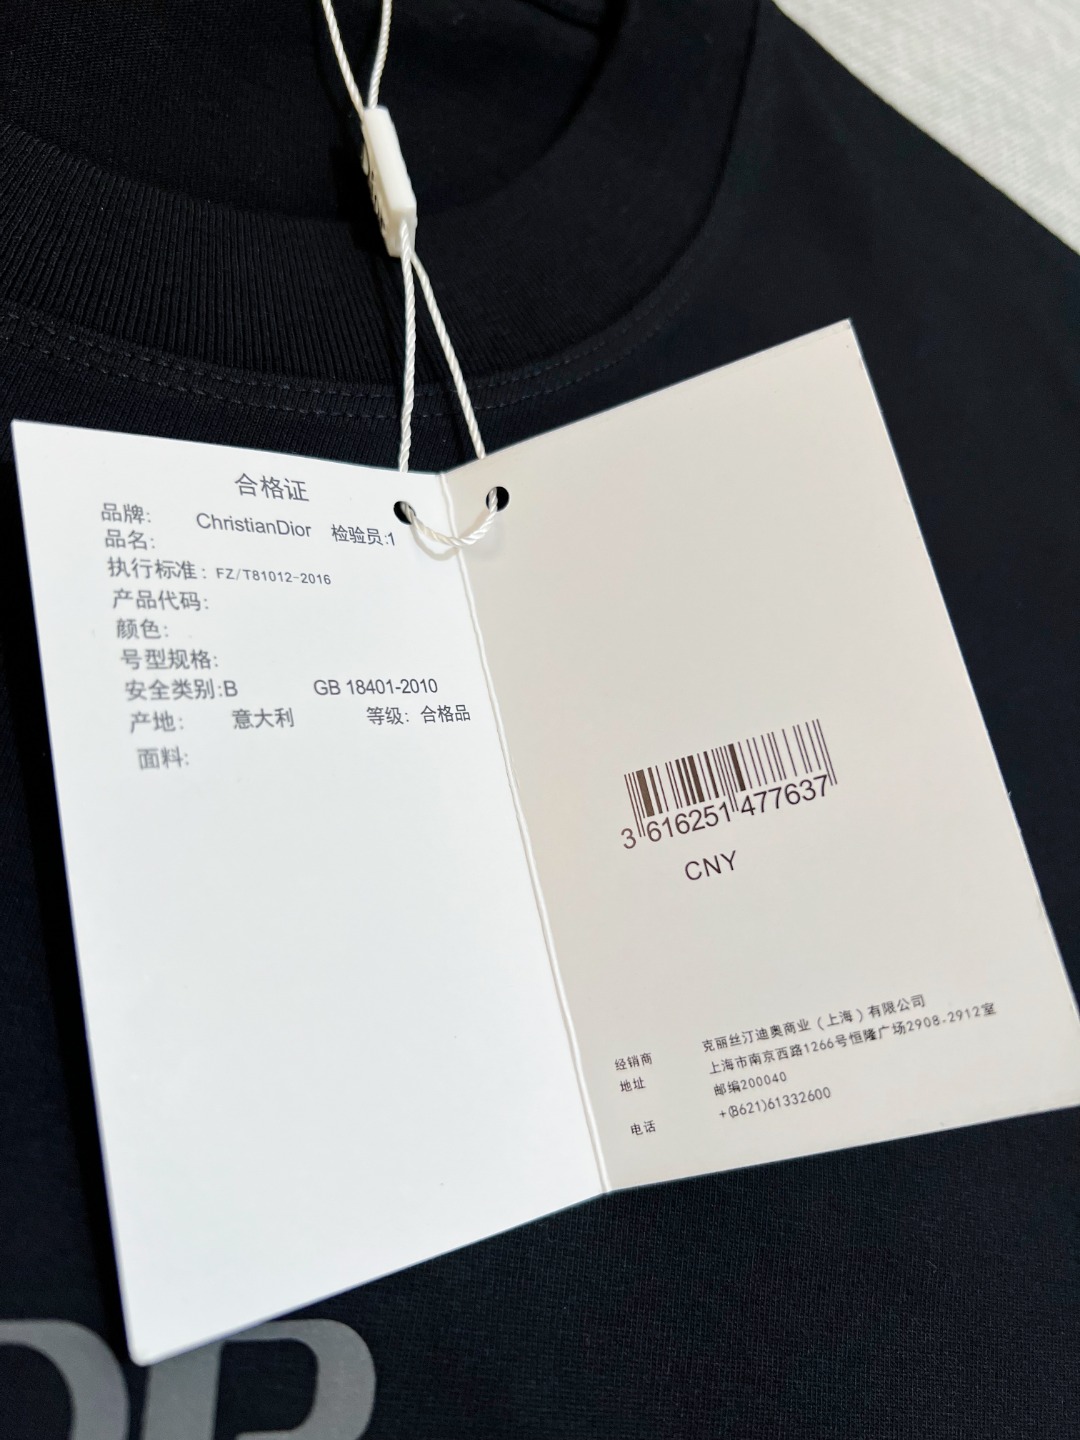 合格证
品牌: ChristianDior 检验员:1
品名:
执行标准: FZ/T81012-2016
产品代码:
颜色:
号型规格:
安全类别:B GB 18401-2010
产地: 意大利 等级: 合格品
面料:
3 616251 477637
CNY
经销商 克丽丝汀迪奥商业（上海）有限公司
地址 上海市南京西路1266号恒隆广场2908-2912室
邮编200040
电话 +(8621)61332600